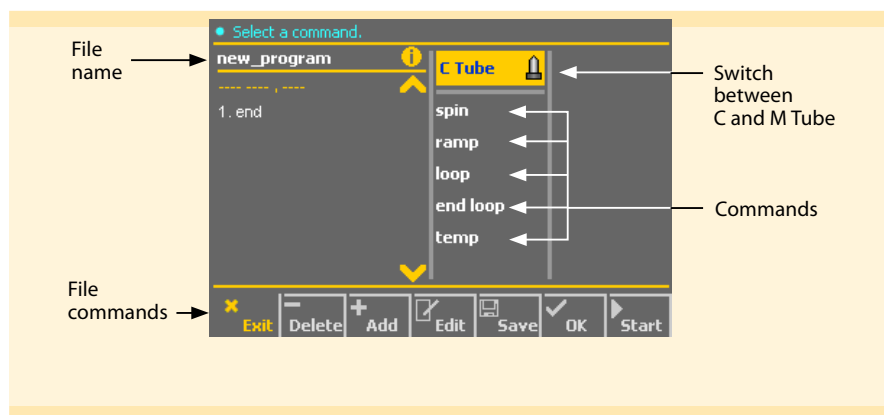 • Select a command.
File
name
new_program
i
C Tube
Switch
between
C and M Tube
---- ---- , ----
1. end
spin
ramp
loop
end loop
temp
Commands
File
commands
Exit
Delete
Add
Edit
Save
OK
Start